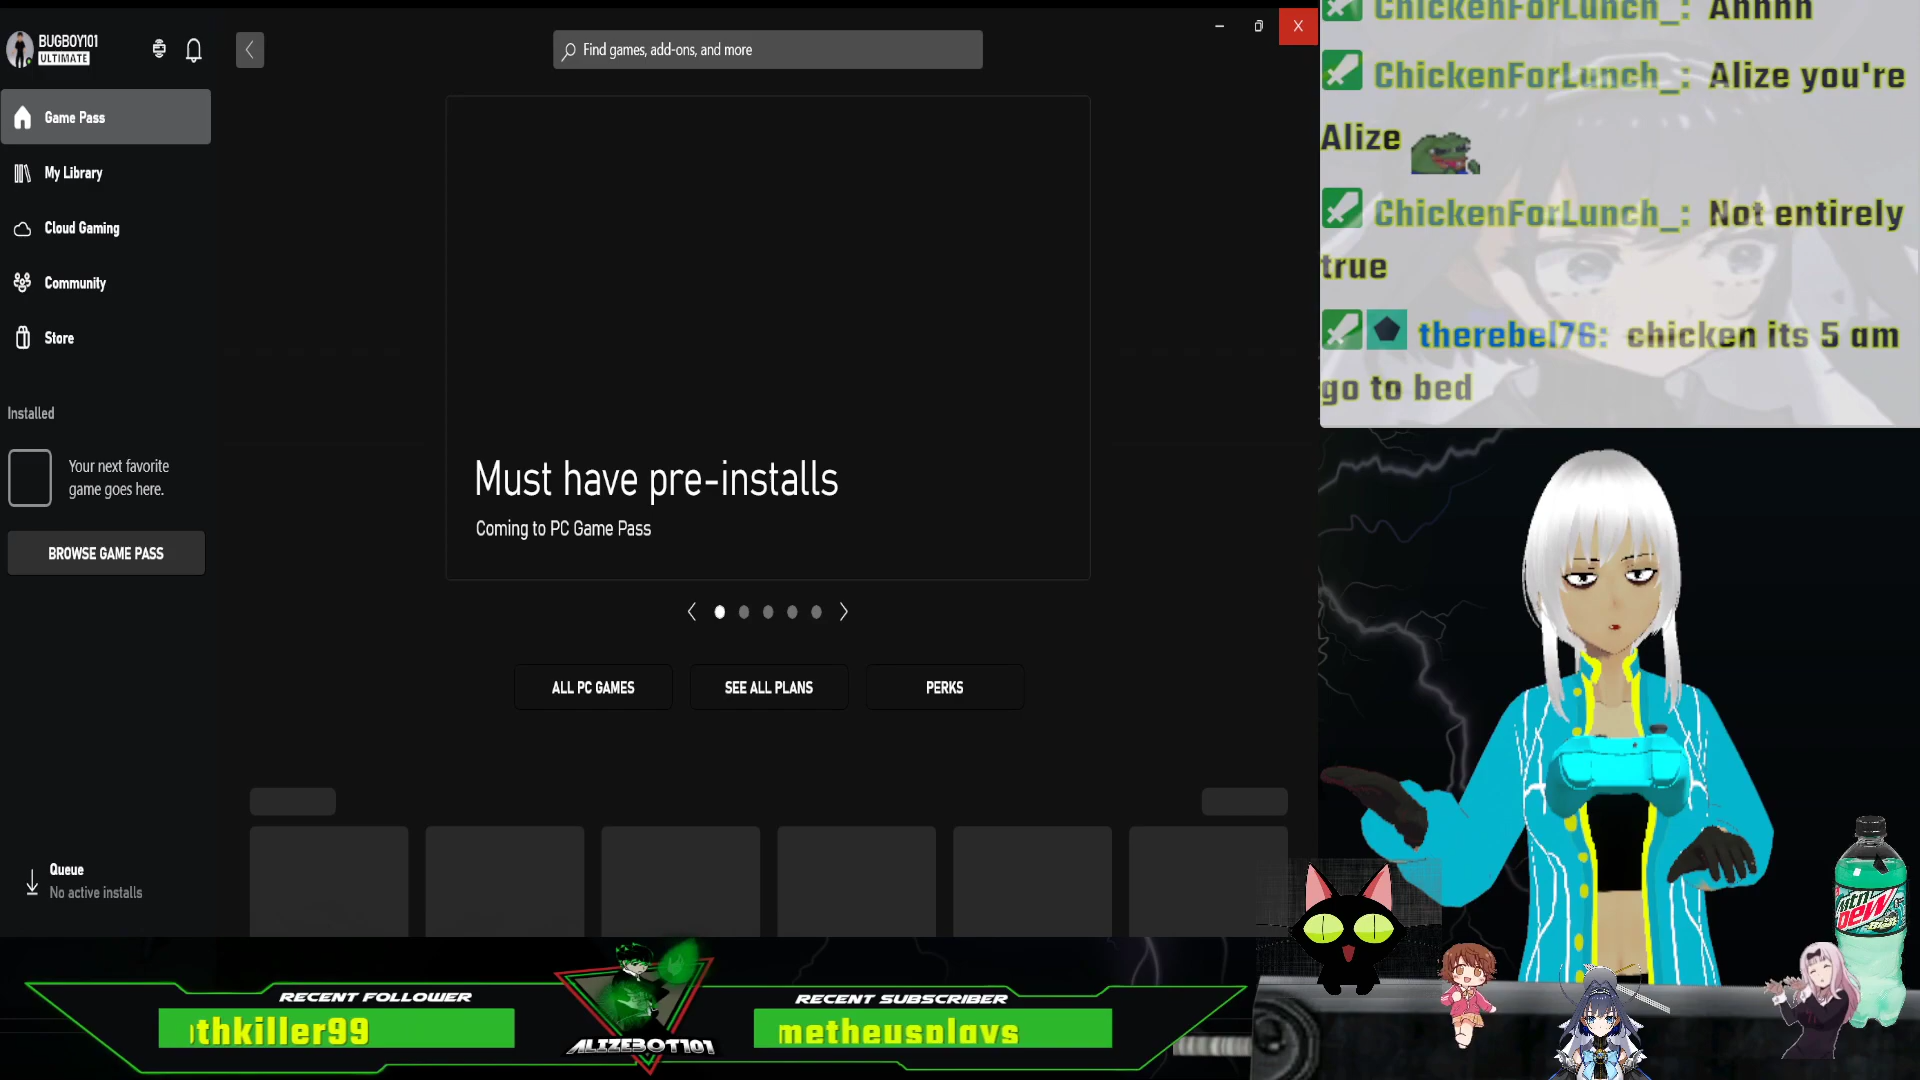 BUGBOY101
ULTIMATE
Find games, add-ons, and more
Game Pass
My Library
Cloud Gaming
Community
Store
Installed
Your next favorite
game goes here.
BROWSE GAME PASS
Queue
No active installs
Must have pre-installs
Coming to PC Game Pass
ALL PC GAMES
SEE ALL PLANS
PERKS
ChickenForLunch_: Ahhhh
ChickenForLunch_: Alize you're
Alize
ChickenForLunch_: Not entirely
true
therebel76: chicken its 5 am
go to bed
RECENT FOLLOWER
thkiller99
ALIZEBOT101
RECENT SUBSCRIBER
metheusplays
MTN
DEW